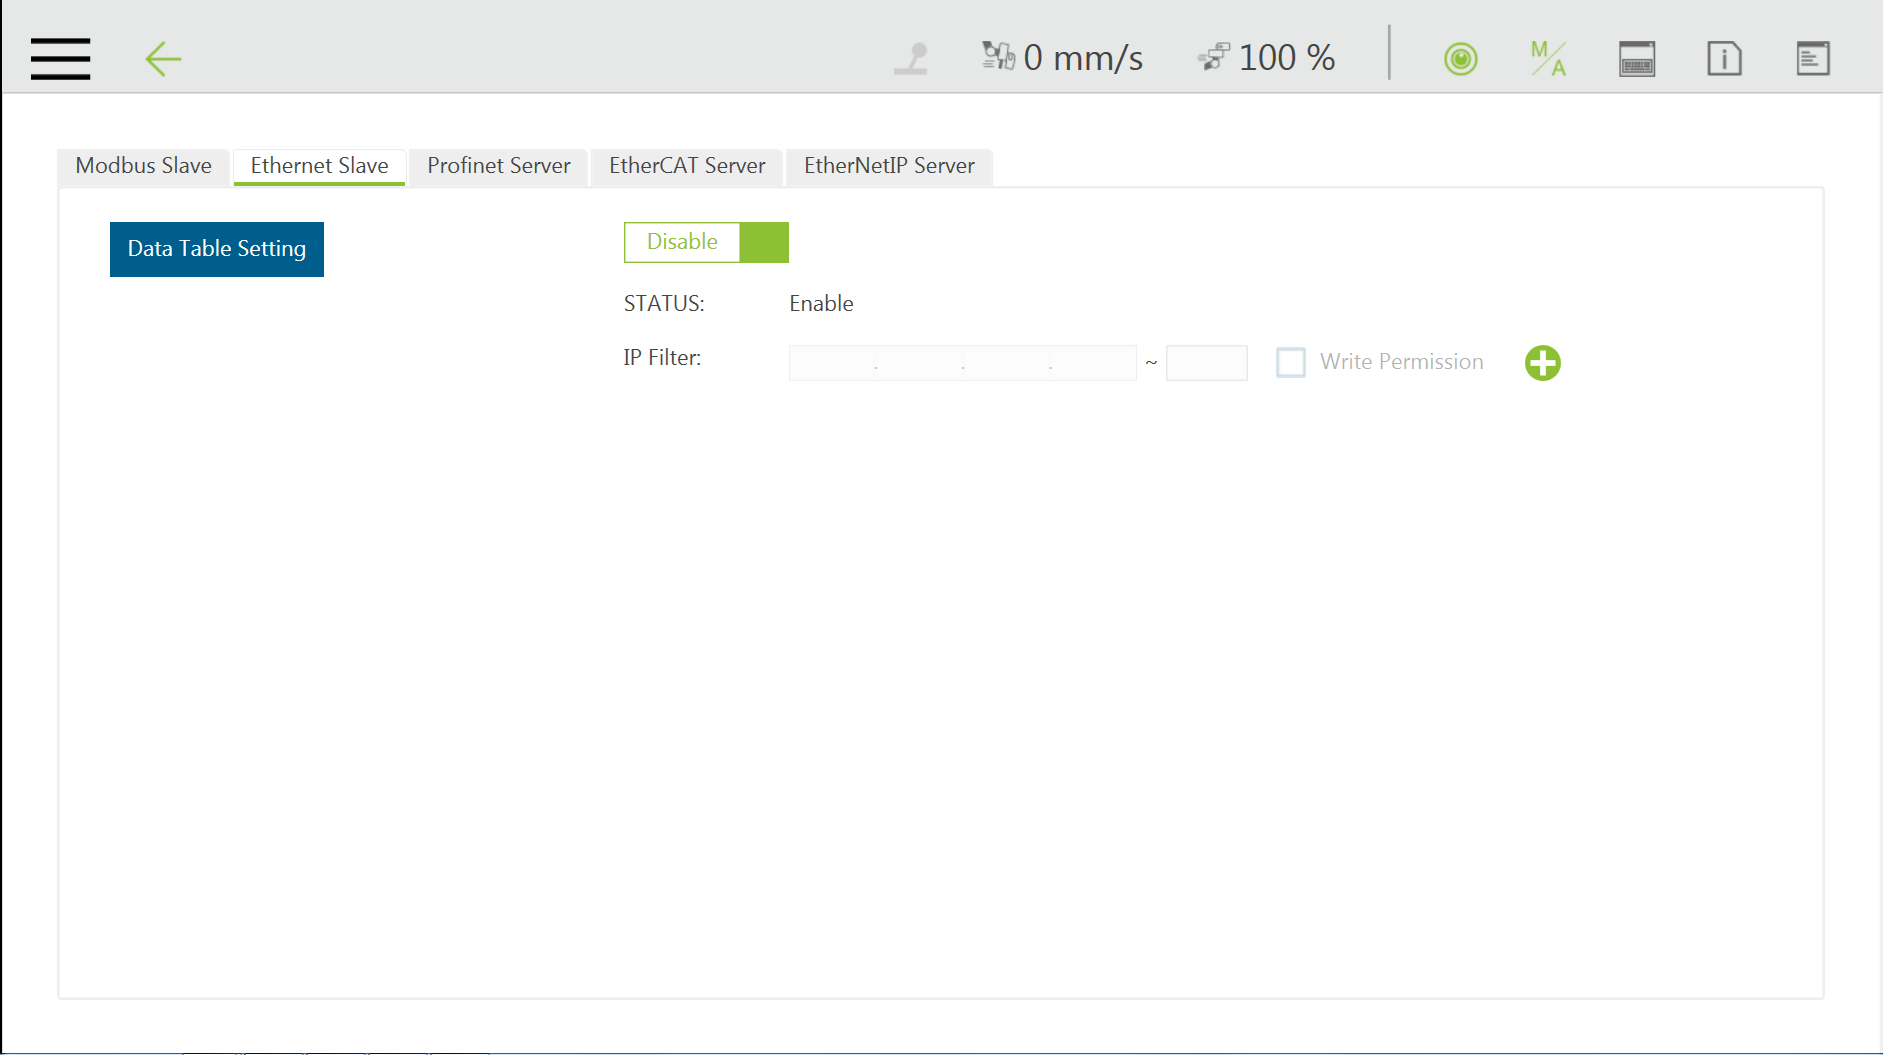 0 mm/s 100 % M/A
Modbus Slave Ethernet Slave Profinet Server EtherCAT Server EtherNetIP Server
Data Table Setting Disable
STATUS: Enable
IP Filter: . . . ~ Write Permission